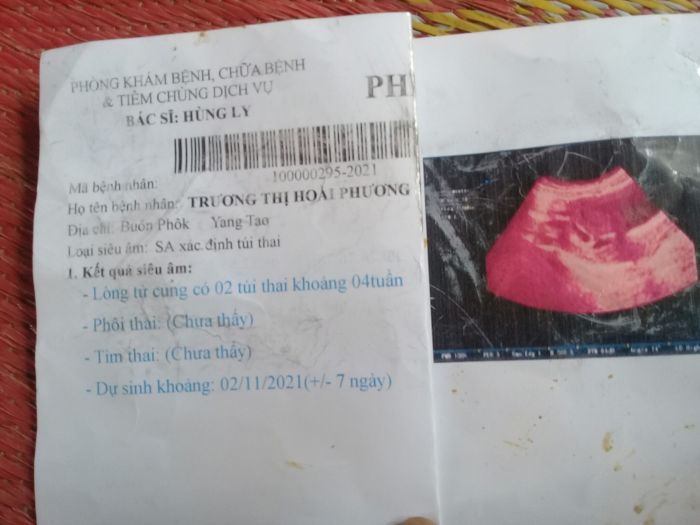 PHÒNG KHÁM BỆNH, CHỮA BỆNH
& TIÊM CHỦNG DỊCH VỤ
BÁC SĨ: HÙNG LY
PH
Mã bệnh nhân: 100000295-2021
Họ tên bệnh nhân: TRƯƠNG THỊ HOÀI PHƯƠNG
Địa chỉ: Buôn Phôk Yang Tao
Loại siêu âm: SA xác định túi thai
1. Kết quả siêu âm:
- Lòng tử cung có 02 túi thai khoảng 04tuần
- Phôi thai: (Chưa thấy)
- Tim thai: (Chưa thấy)
- Dự sinh khoảng: 02/11/2021(+/- 7 ngày)